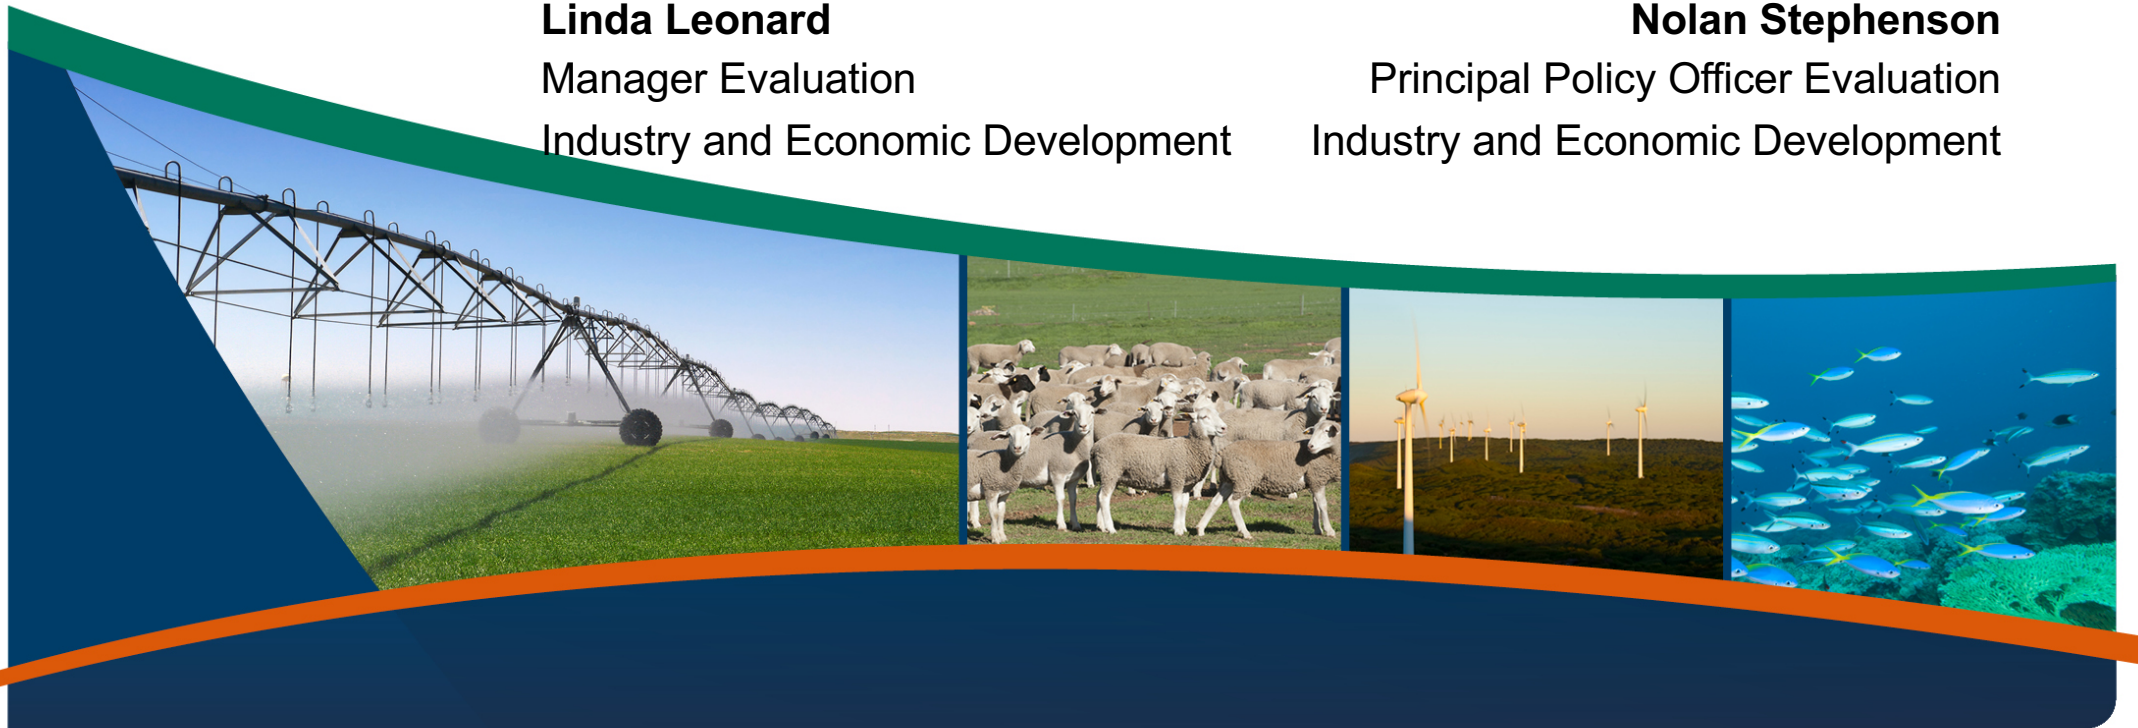 Linda Leonard
Manager Evaluation
Industry and Economic Development
Nolan Stephenson
Principal Policy Officer Evaluation
Industry and Economic Development